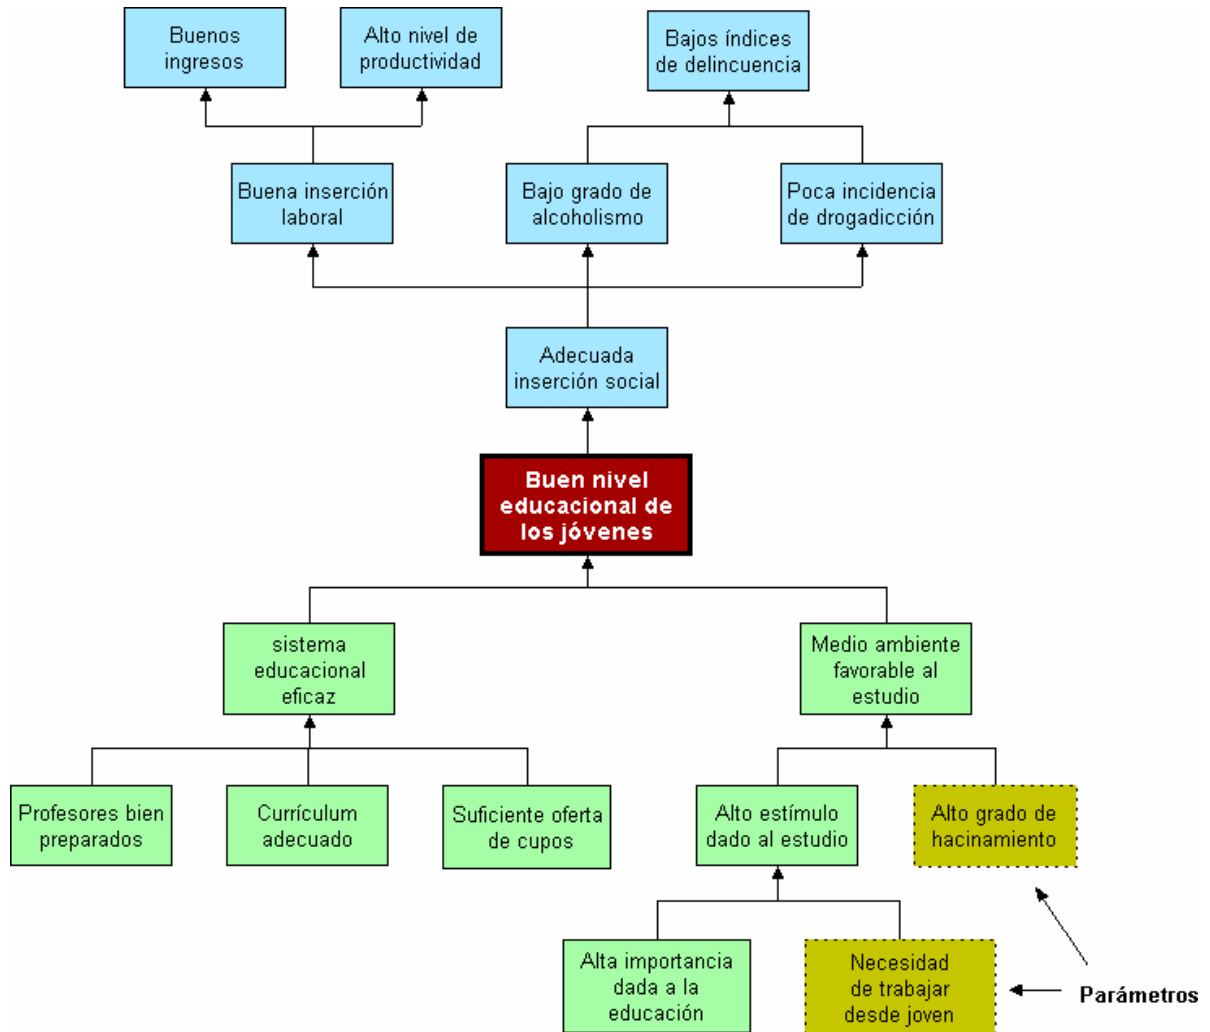 Buenos
ingresos
Alto nivel de
productividad
Bajos índices
de delincuencia
Buena inserción
laboral
Bajo grado de
alcoholismo
Poca incidencia
de drogadicción
Adecuada
inserción social
Buen nivel
educacional de
los jóvenes
sistema
educacional
eficaz
Medio ambiente
favorable al
estudio
Profesores bien
preparados
Currículum
adecuado
Suficiente oferta
de cupos
Alto estímulo
dado al estudio
Alto grado de
hacinamiento
Alta importancia
dada a la
educación
Necesidad
de trabajar
desde joven
Parámetros